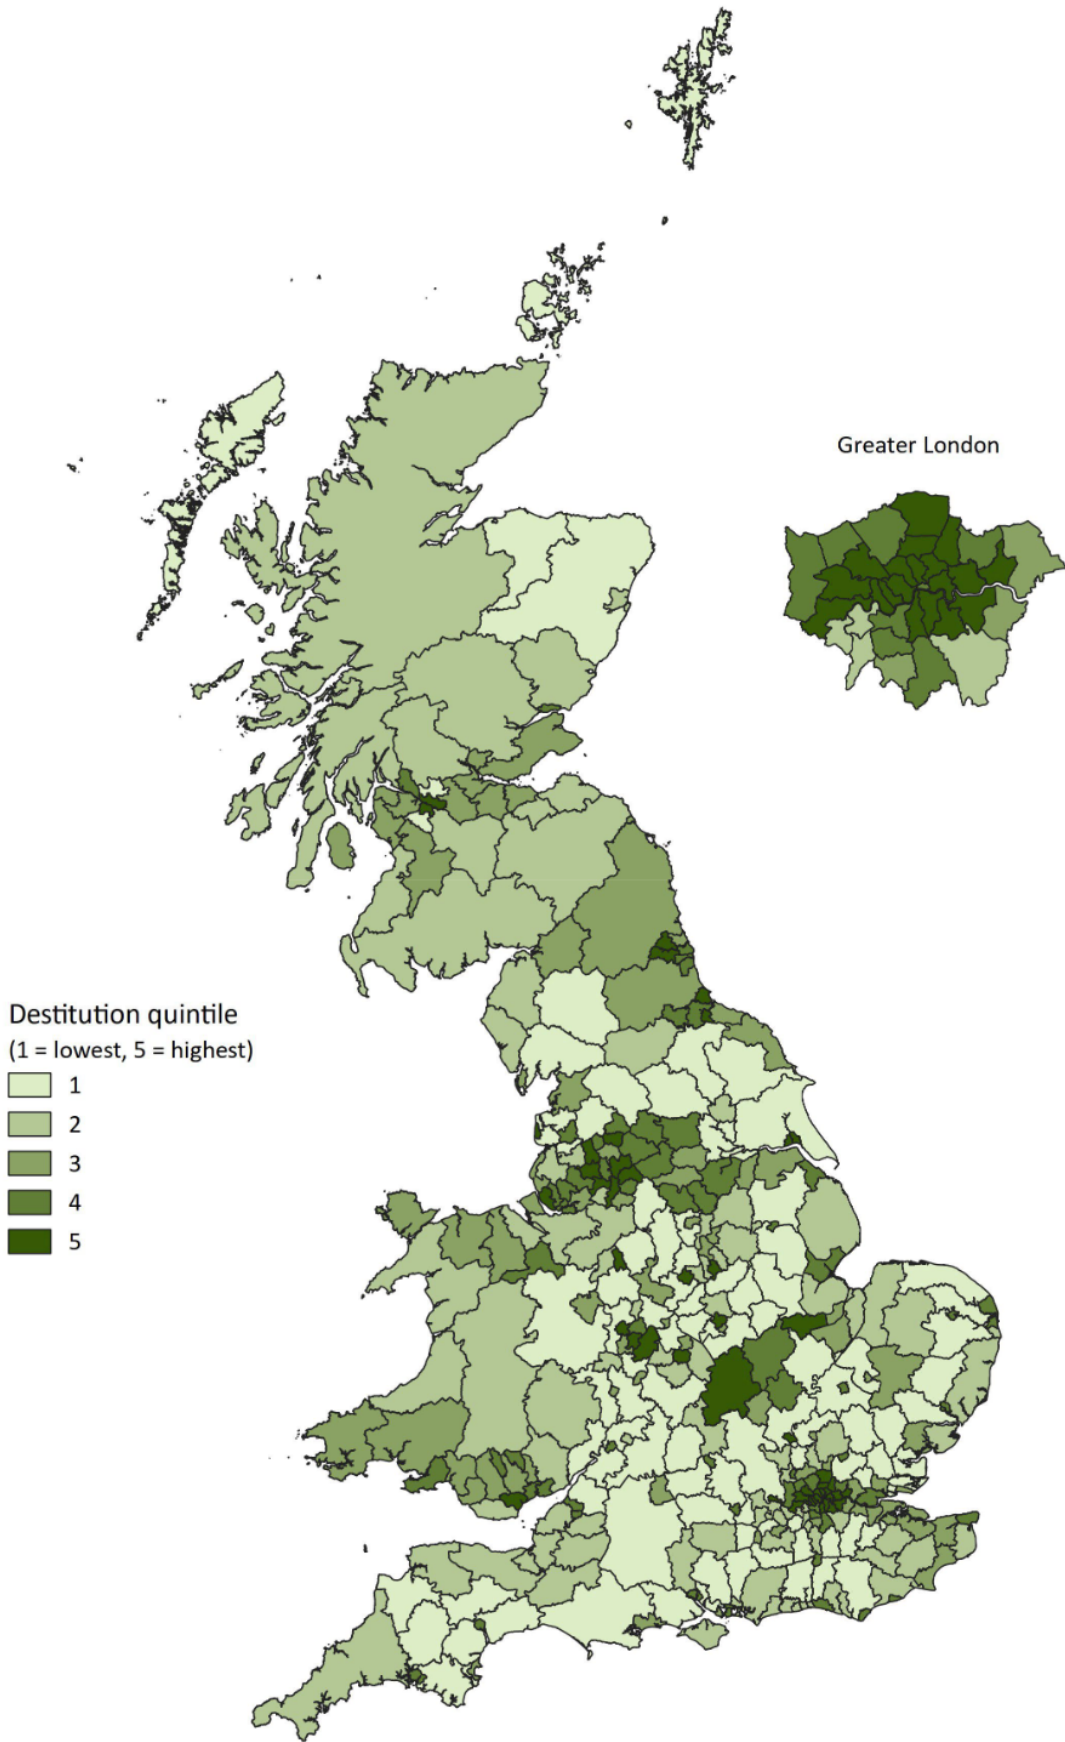 Greater London
Destitution quintile
(1 = lowest, 5 = highest)
1
2
3
4
5